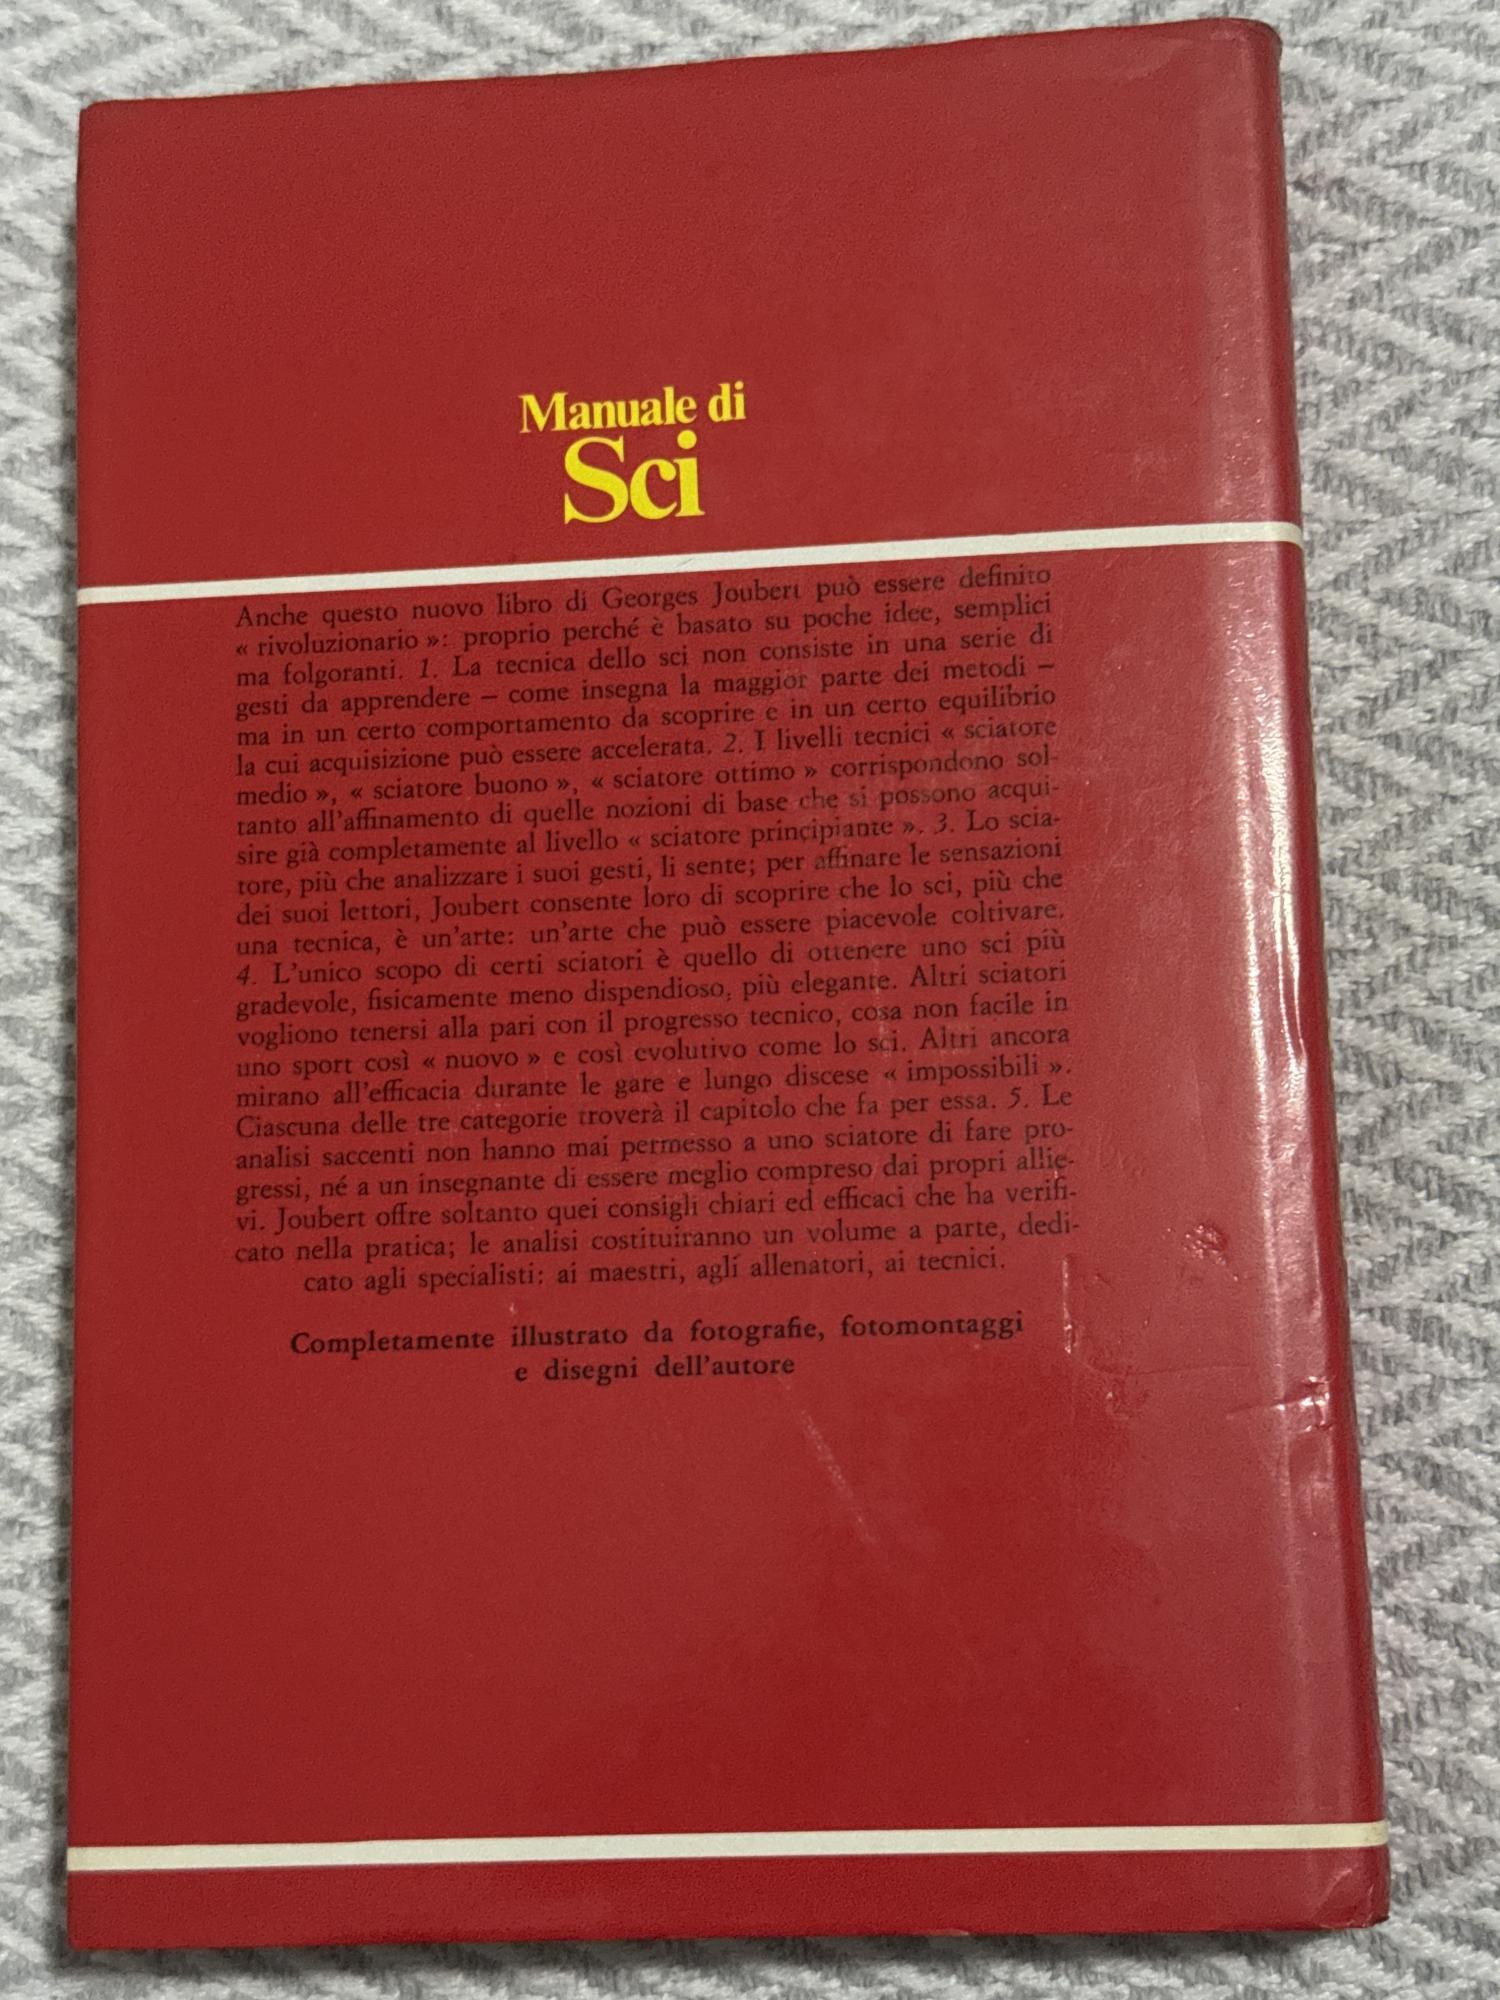 Manuale di
Sci
Anche questo nuovo libro di Georges Joubert può essere definito
« rivoluzionario »: proprio perché è basato su poche idee, semplici
ma folgoranti. 1. La tecnica dello sci non consiste in una serie di
gesti da apprendere – come insegna la maggior parte dei metodi –
ma in un certo comportamento da scoprire e in un certo equilibrio
la cui acquisizione può essere accelerata. 2. I livelli tecnici « sciatore
medio », « sciatore buono », « sciatore ottimo » corrispondono sol-
tanto all'affinamento di quelle nozioni di base che si possono acqui-
sire già completamente al livello « sciatore principiante ». 3. Lo scia-
tore, più che analizzare i suoi gesti, li sente; per affinare le sensazioni
dei suoi lettori, Joubert consente loro di scoprire che lo sci, più che
una tecnica, è un'arte: un'arte che può essere piacevole coltivare.
4. L'unico scopo di certi sciatori è quello di ottenere uno sci più
gradevole, fisicamente meno dispendioso, più elegante. Altri sciatori
vogliono tenersi alla pari con il progresso tecnico, cosa non facile in
uno sport così « nuovo » e così evolutivo come lo sci. Altri ancora
mirano all'efficacia durante le gare e lungo discese « impossibili ».
Ciascuna delle tre categorie troverà il capitolo che fa per essa. 5. Le
analisi saccenti non hanno mai permesso a uno sciatore di fare pro-
gressi, né a un insegnante di essere meglio compreso dai propri allie-
vi. Joubert offre soltanto quei consigli chiari ed efficaci che ha verifi-
cato nella pratica; le analisi costituiranno un volume a parte, dedi-
cato agli specialisti: ai maestri, agli allenatori, ai tecnici.
Completamente illustrato da fotografie, fotomontaggi
e disegni dell'autore